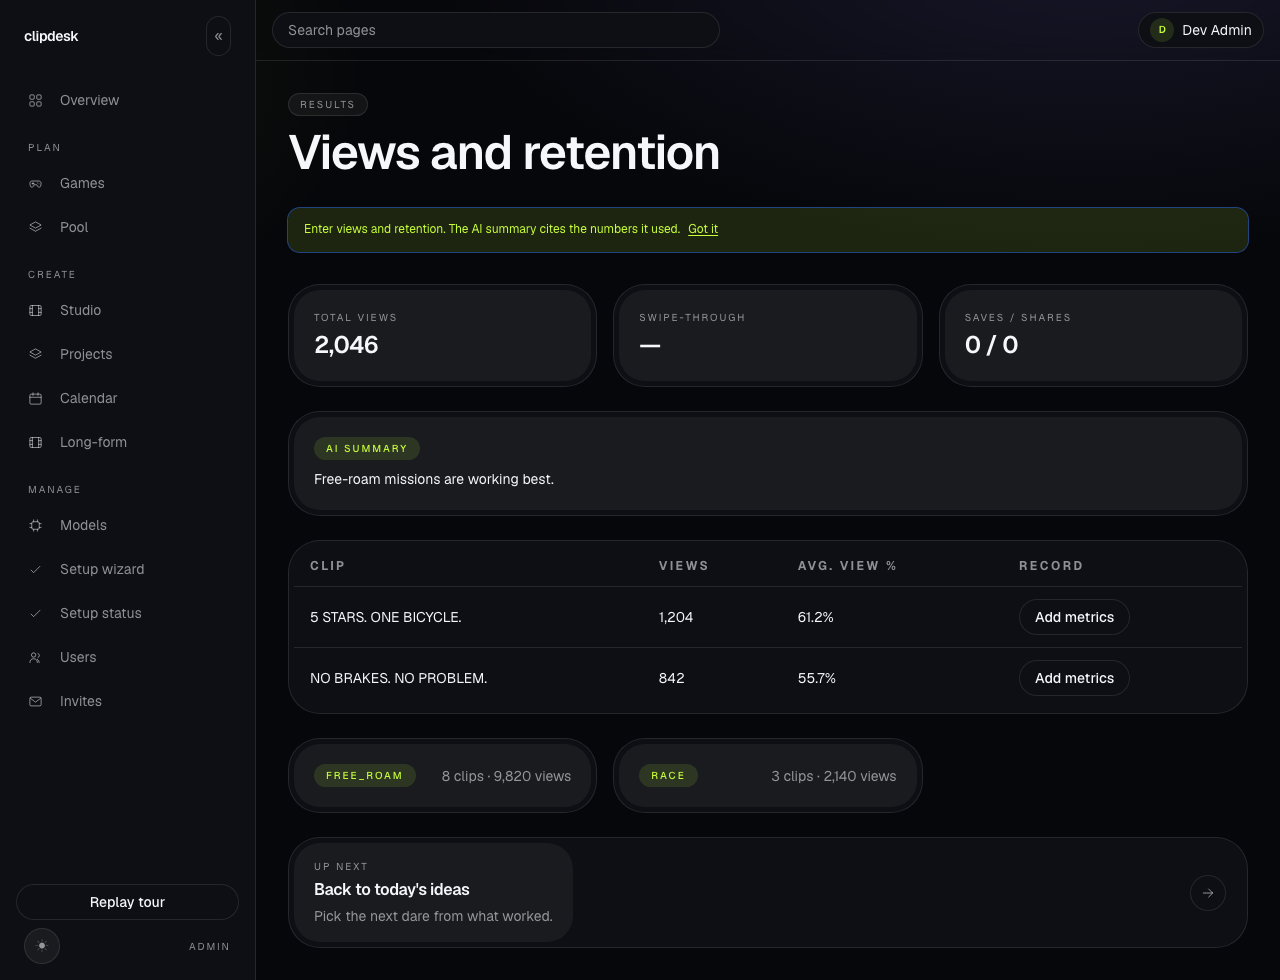 clipdesk
«
Search pages
D
Dev Admin
Overview
PLAN
Games
Pool
CREATE
Studio
Projects
Calendar
Long-form
MANAGE
Models
Setup wizard
Setup status
Users
Invites
Replay tour
ADMIN
RESULTS
Views and retention
Enter views and retention. The AI summary cites the numbers it used. Got it
TOTAL VIEWS
2,046
SWIPE-THROUGH
—
SAVES / SHARES
0 / 0
AI SUMMARY
Free-roam missions are working best.
CLIP VIEWS AVG. VIEW % RECORD
5 STARS. ONE BICYCLE. 1,204 61.2% Add metrics
NO BRAKES. NO PROBLEM. 842 55.7% Add metrics
FREE_ROAM 8 clips · 9,820 views
RACE 3 clips · 2,140 views
UP NEXT
Back to today's ideas
Pick the next dare from what worked.